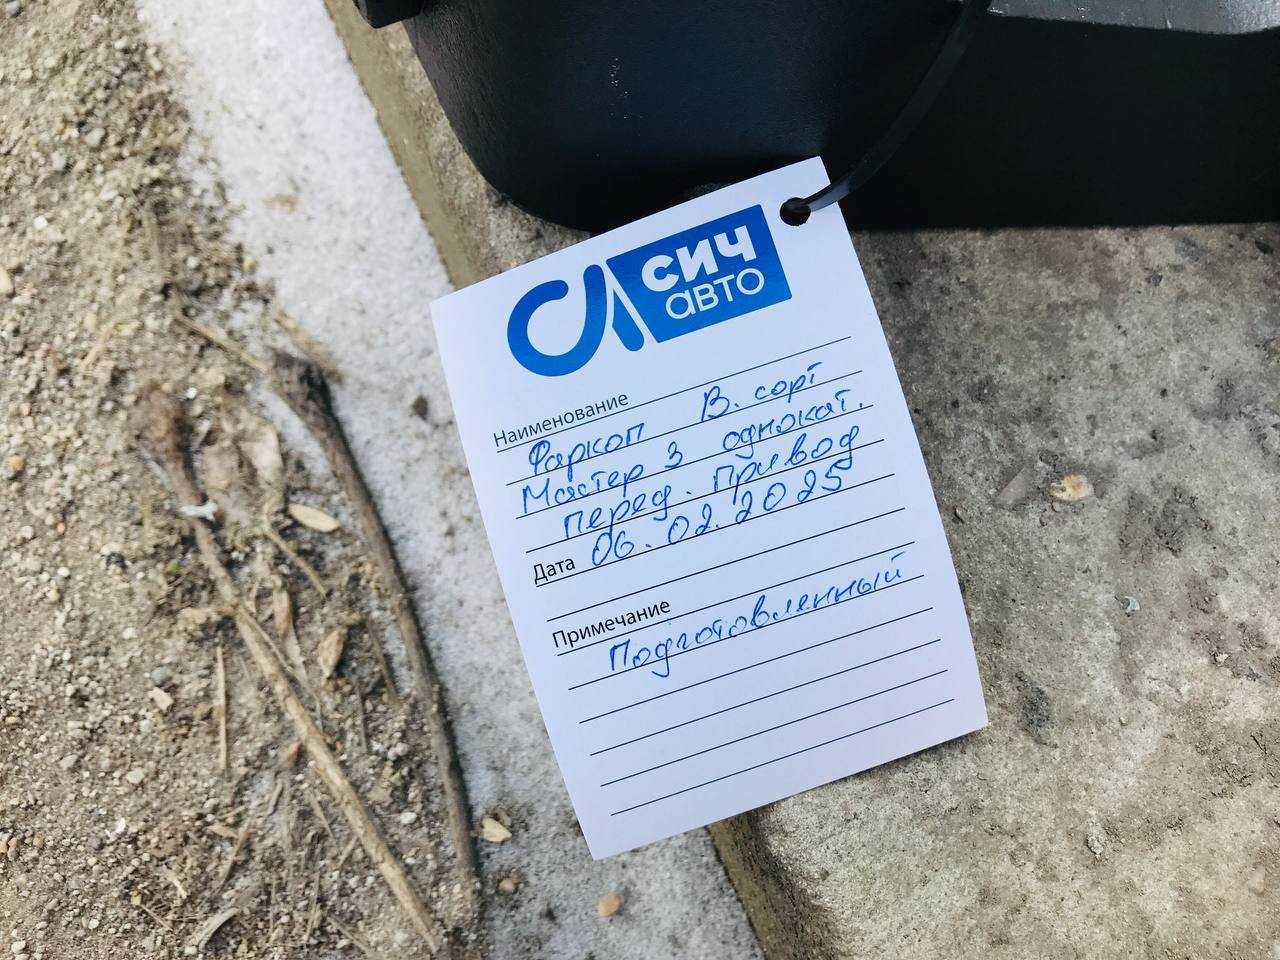 сич
авто
Наименование
Фаркоп В. сорт
Мастер 3 однокат.
перед. привод
Дата 06.02.2025
Примечание
Подготовленный